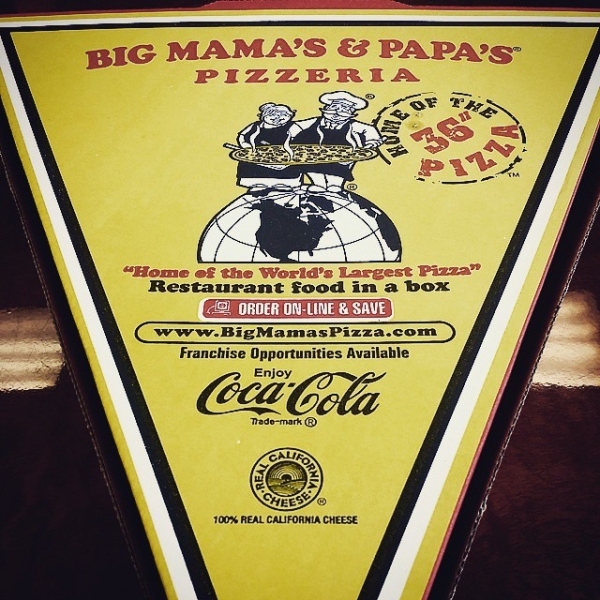 BIG MAMA'S & PAPA'S®
PIZZERIA
®
HOME OF THE
36"
PIZZA
TM
®
"Home of the World's Largest Pizza"
Restaurant food in a box
ORDER ON-LINE & SAVE
www.BigMamasPizza.com
Franchise Opportunities Available
Enjoy
Coca-Cola
Trade-mark ®
REAL CALIFORNIA
CHEESE
®
100% REAL CALIFORNIA CHEESE